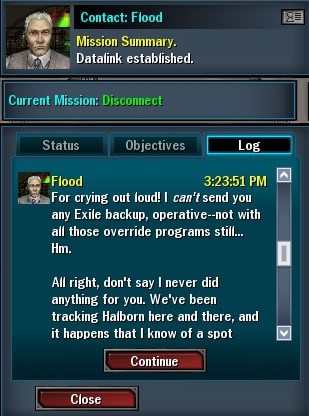 Contact: Flood
Mission Summary.
Datalink established.
Current Mission: Disconnect
Status
Objectives
Log
Flood 3:23:51 PM
For crying out loud! I can't send you
any Exile backup, operative--not with
all those override programs still...
Hm.
All right, don't say I never did
anything for you. We've been
tracking Halborn here and there, and
it happens that I know of a spot
Continue
Close